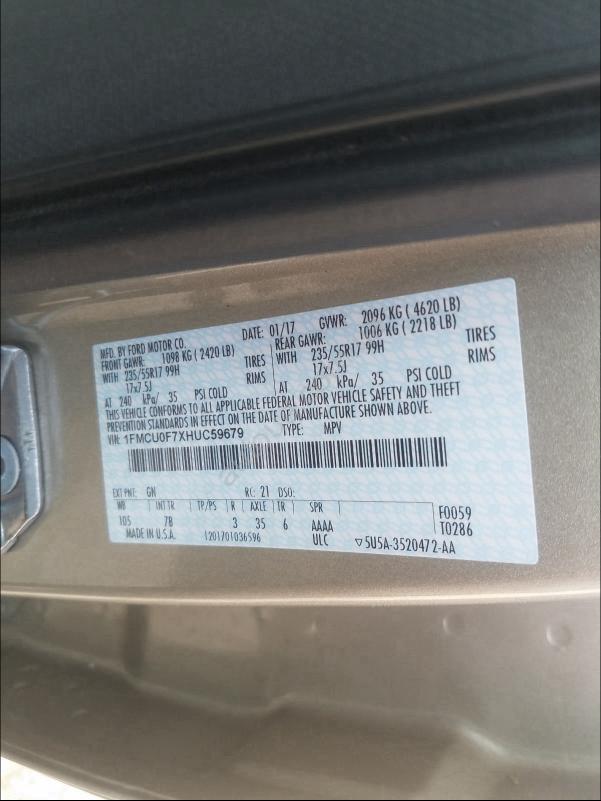 MFD. BY FORD MOTOR CO. DATE: 01/17 GVWR: 2096 KG ( 4620 LB)
FRONT GAWR: 1098 KG ( 2420 LB) REAR GAWR: 1006 KG ( 2218 LB)
WITH 235/55R17 99H TIRES WITH 235/55R17 99H TIRES
17x7.5J RIMS 17x7.5J RIMS
AT 240 kPa/ 35 PSI COLD AT 240 kPa/ 35 PSI COLD
THIS VEHICLE CONFORMS TO ALL APPLICABLE FEDERAL MOTOR VEHICLE SAFETY AND THEFT
PREVENTION STANDARDS IN EFFECT ON THE DATE OF MANUFACTURE SHOWN ABOVE.
VIN: 1FMCU0F7XHUC59679 TYPE: MPV
EXT PNT: GN RC: 21 DSO:
WB INT TR TP/PS R AXLE TR SPR F0059
105 7B 3 35 6 AAAA T0286
MADE IN U.S.A. 1201701036596 ULC ▽5U5A-3520472-AA